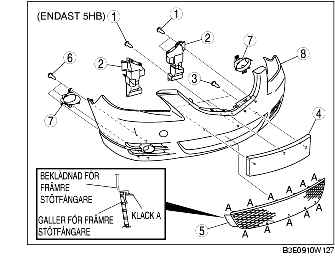 (ENDAST 5HB)
1
1
2
2
7
8
6
3
7
4
BEKLÄDNAD FÖR
FRÄMRE
STÖTFÅNGARE
KLACK A
GALLER FÖR FRÄMRE
STÖTFÅNGARE
A A A A A A
A A A A A
5
B3E0910W127